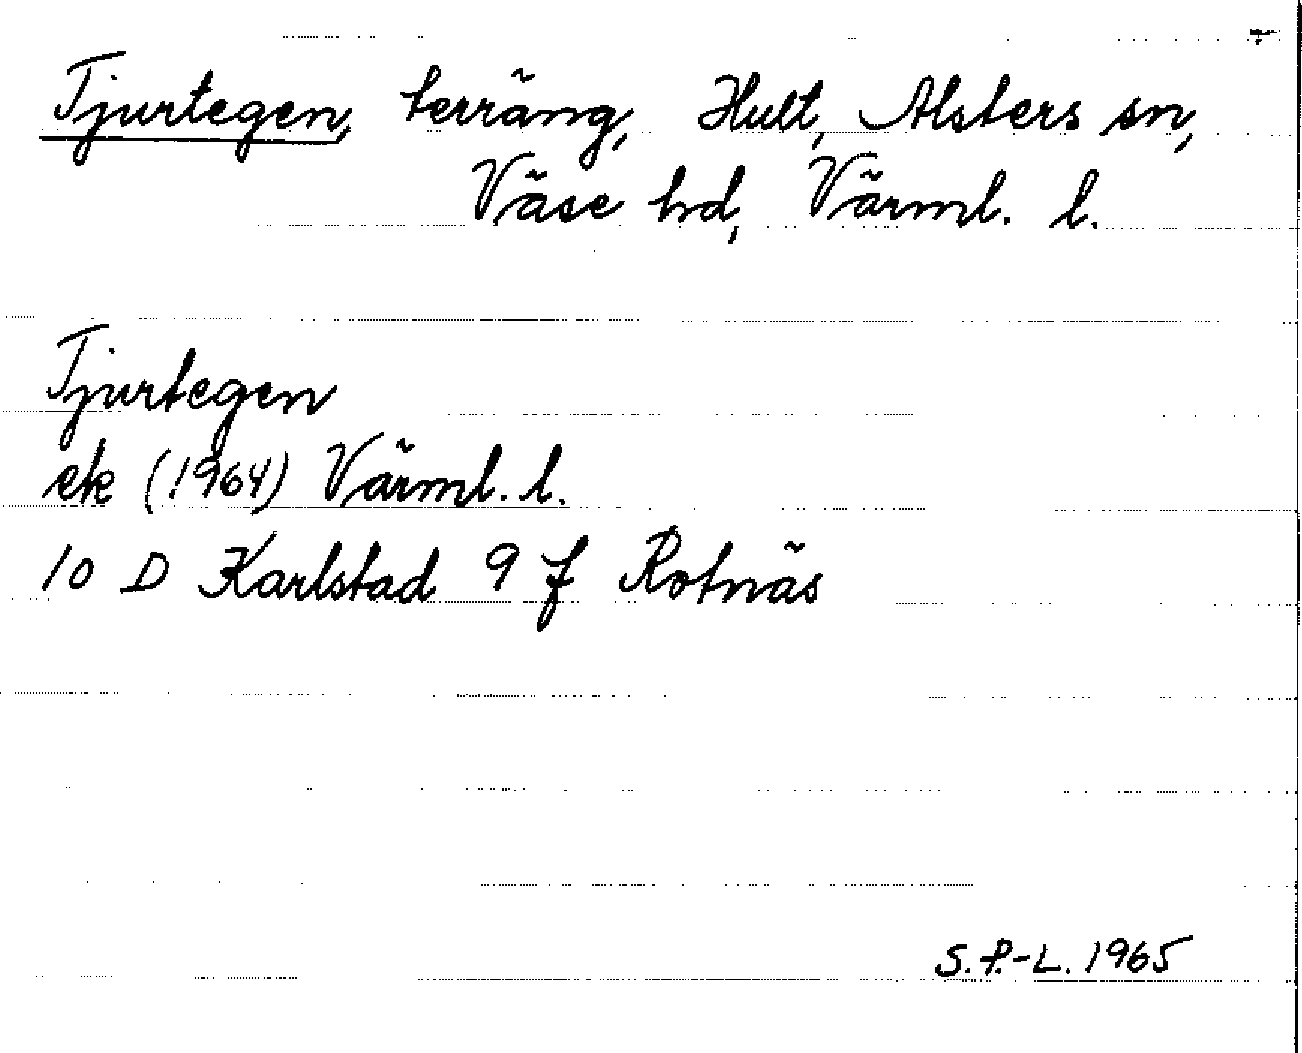 Tjurtegen, terräng, Hult, Alsters sn,
Väse hd, Värml. l.
Tjurtegen
ek (1964) Värml. l.
10 D Karlstad 9 f Rotnäs
S.P.-L. 1965